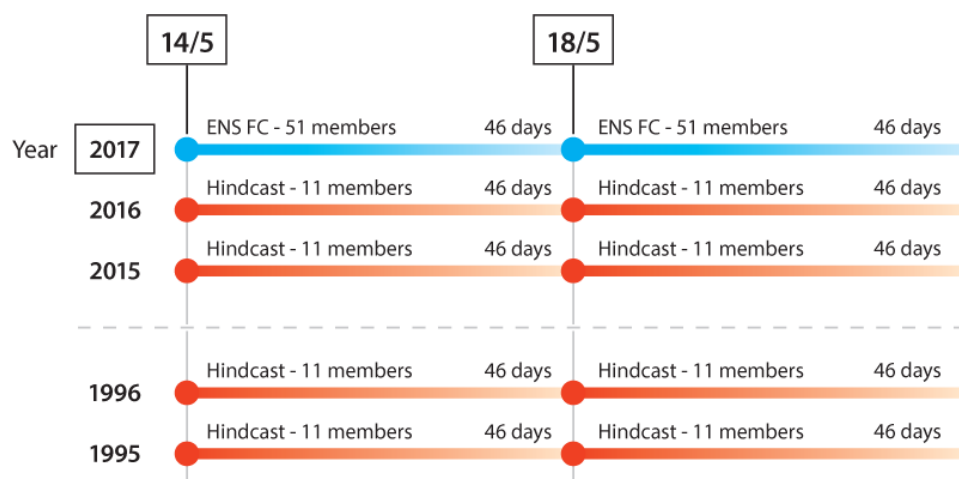 14/5 18/5
ENS FC - 51 members 46 days ENS FC - 51 members 46 days
Year 2017
Hindcast - 11 members 46 days Hindcast - 11 members 46 days
2016
Hindcast - 11 members 46 days Hindcast - 11 members 46 days
2015
Hindcast - 11 members 46 days Hindcast - 11 members 46 days
1996
Hindcast - 11 members 46 days Hindcast - 11 members 46 days
1995